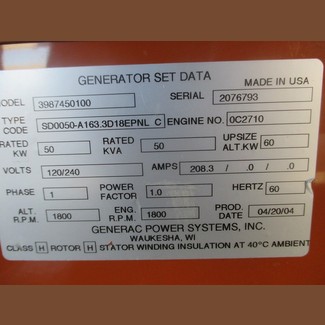 GENERATOR SET DATA
MADE IN USA
MODEL 3987450100 SERIAL 2076793
TYPE CODE SD0050-A163.3D18EPNL C ENGINE NO. 0C2710
RATED KW 50 RATED KVA 50 UPSIZE ALT.KW 60
VOLTS 120/240 AMPS 208.3 / .0 / .0
PHASE 1 POWER FACTOR 1.0 HERTZ 60
ALT. R.P.M. 1800 ENG. R.P.M. 1800 PROD. DATE 04/20/04
GENERAC POWER SYSTEMS, INC.
WAUKESHA, WI
CLASS H ROTOR H STATOR WINDING INSULATION AT 40°C AMBIENT